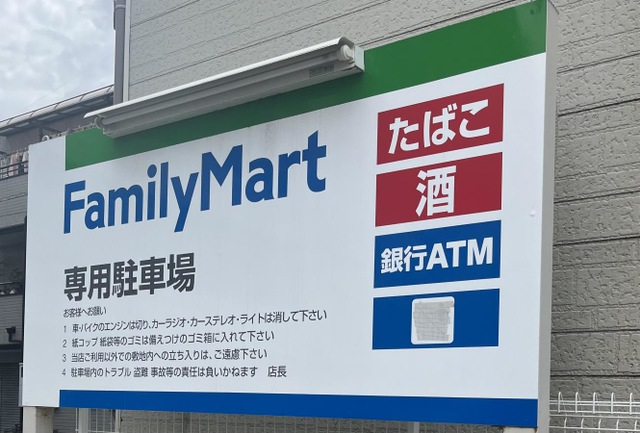 FamilyMart
専用駐車場
お客様へお願い
1 車・バイクのエンジンは切り、カーラジオ・カーステレオ・ライトは消して下さい
2 紙コップ 紙袋等のゴミは備えつけのゴミ箱に入れて下さい
3 当店ご利用以外での敷地内への立ち入りは、ご遠慮下さい
4 駐車場内のトラブル 盗難 事故等の責任は負いかねます 店長
たばこ
酒
銀行ATM